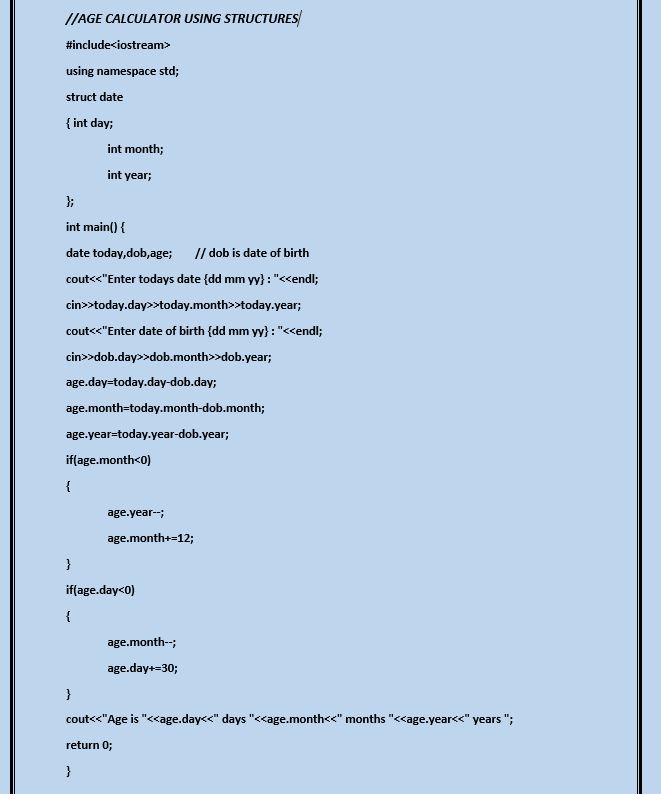 //AGE CALCULATOR USING STRUCTURES
#include<iostream>
using namespace std;
struct date
{ int day;
int month;
int year;
};
int main() {
date today,dob,age; // dob is date of birth
cout<<"Enter todays date {dd mm yy} : "<<endl;
cin>>today.day>>today.month>>today.year;
cout<<"Enter date of birth {dd mm yy} : "<<endl;
cin>>dob.day>>dob.month>>dob.year;
age.day=today.day-dob.day;
age.month=today.month-dob.month;
age.year=today.year-dob.year;
if(age.month<0)
{
age.year--;
age.month+=12;
}
if(age.day<0)
{
age.month--;
age.day+=30;
}
cout<<"Age is "<<age.day<<" days "<<age.month<<" months "<<age.year<<" years ";
return 0;
}